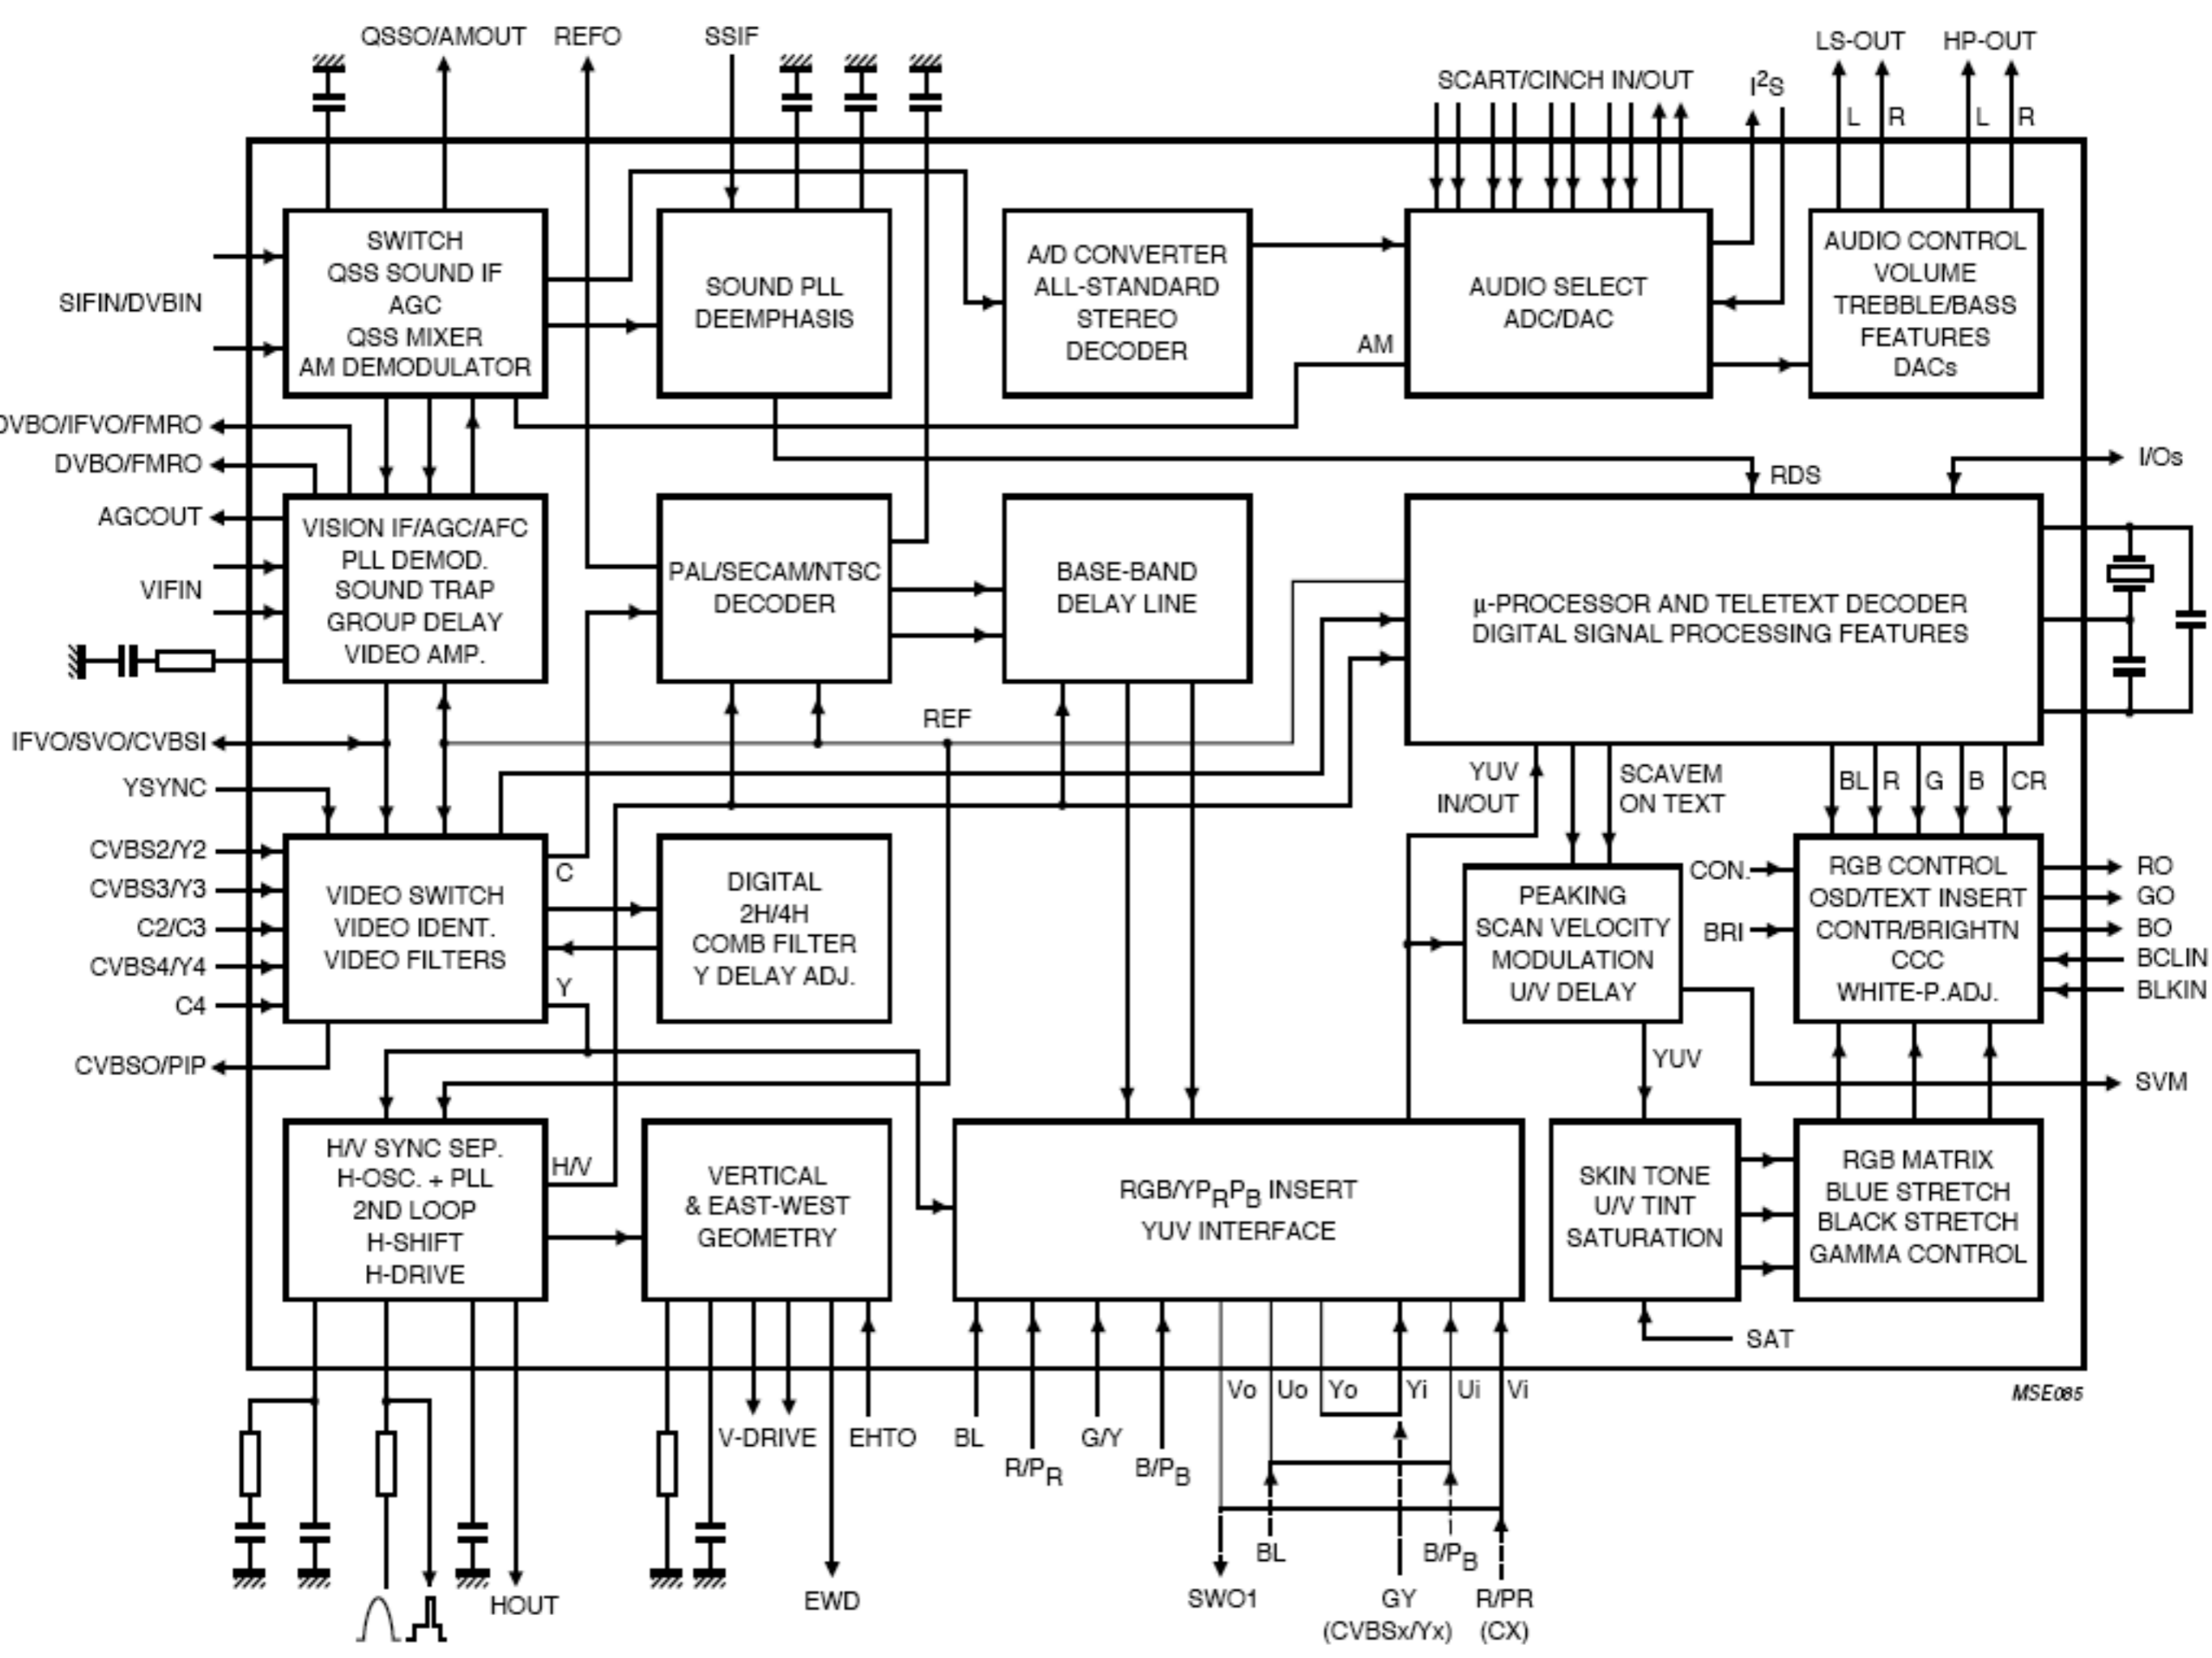 QSSO/AMOUT REFO SSIF
SCART/CINCH IN/OUT
I²S
LS-OUT HP-OUT
L R L R
SWITCH
QSS SOUND IF
AGC
QSS MIXER
AM DEMODULATOR
SOUND PLL
DEEMPHASIS
A/D CONVERTER
ALL-STANDARD
STEREO
DECODER
AUDIO SELECT
ADC/DAC
AUDIO CONTROL
VOLUME
TREBBLE/BASS
FEATURES
DACs
SIFIN/DVBIN
AM
DVBO/IFVO/FMRO
DVBO/FMRO
AGCOUT
VIFIN
RDS
I/Os
VISION IF/AGC/AFC
PLL DEMOD.
SOUND TRAP
GROUP DELAY
VIDEO AMP.
PAL/SECAM/NTSC
DECODER
BASE-BAND
DELAY LINE
µ-PROCESSOR AND TELETEXT DECODER
DIGITAL SIGNAL PROCESSING FEATURES
REF
IFVO/SVO/CVBSI
YSYNC
CVBS2/Y2
CVBS3/Y3
C2/C3
CVBS4/Y4
C4
CVBSO/PIP
YUV
IN/OUT
SCAVEM
ON TEXT
BL R G B CR
VIDEO SWITCH
VIDEO IDENT.
VIDEO FILTERS
C
Y
DIGITAL
2H/4H
COMB FILTER
Y DELAY ADJ.
PEAKING
SCAN VELOCITY
MODULATION
U/V DELAY
CON.
BRI
RGB CONTROL
OSD/TEXT INSERT
CONTR/BRIGHTN
CCC
WHITE-P.ADJ.
RO
GO
BO
BCLIN
BLKIN
YUV
SVM
H/V SYNC SEP.
H-OSC. + PLL
2ND LOOP
H-SHIFT
H-DRIVE
H/V
VERTICAL
& EAST-WEST
GEOMETRY
RGB/YPRPB INSERT
YUV INTERFACE
SKIN TONE
U/V TINT
SATURATION
RGB MATRIX
BLUE STRETCH
BLACK STRETCH
GAMMA CONTROL
SAT
Vo Uo Yo Yi Ui Vi
MSE085
V-DRIVE EHTO BL G/Y
R/PR B/PB
BL B/PB
HOUT EWD SWO1 GY R/PR
(CVBSx/Yx) (CX)